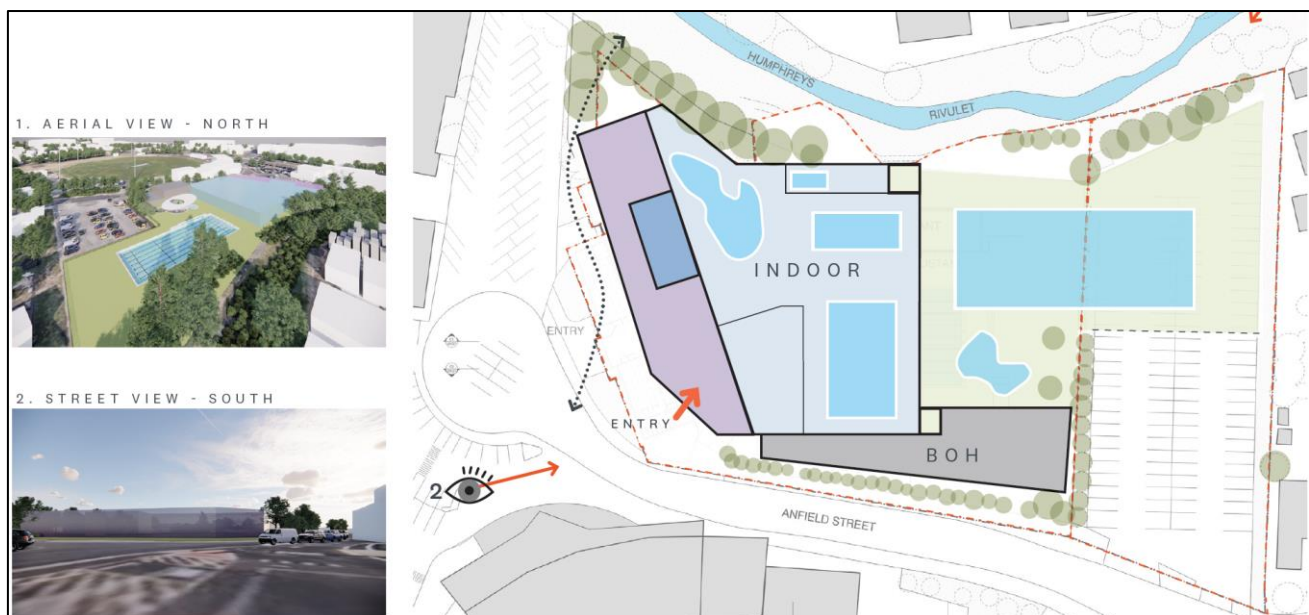 1. AERIAL VIEW - NORTH
2. STREET VIEW - SOUTH
HUMPHREYS
RIVULET
INDOOR
ENTRY
ENTRY
BOH
2
ANFIELD STREET